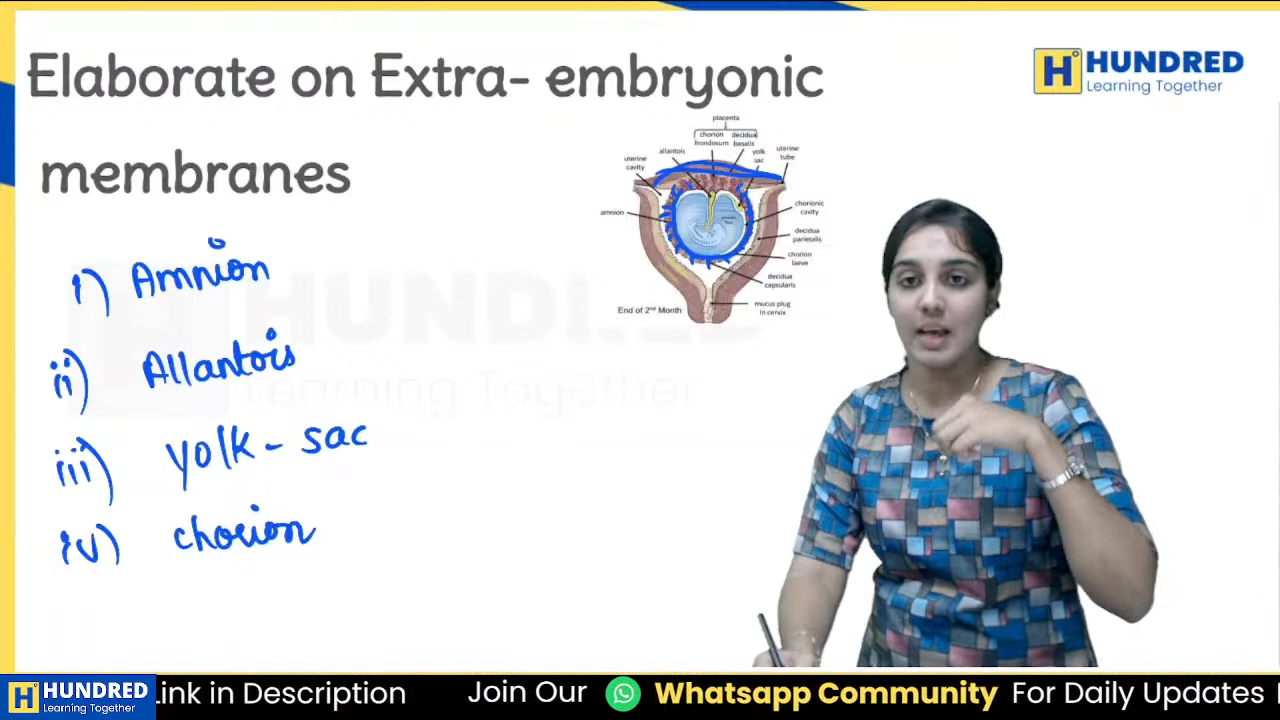 Elaborate on Extra- embryonic
membranes
H HUNDRED
Learning Together
placenta
chorion frondosum
decidua basalis
allantois
yolk sac
uterine tube
uterine cavity
amnion
chorionic cavity
decidua parietalis
chorion laeve
decidua capsularis
mucus plug in cervix
End of 2nd Month
i) Amnion
ii) Allantois
iii) yolk - sac
iv) chorion
HUNDRED
Learning Together
H HUNDRED
Learning Together
Link in Description Join Our Whatsapp Community For Daily Updates